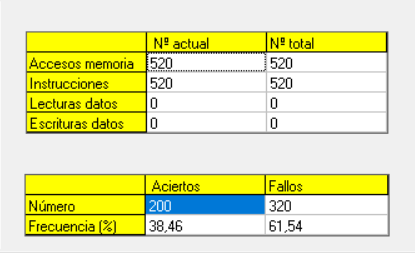 Nº actual Nº total
Accesos memoria 520 520
Instrucciones 520 520
Lecturas datos 0 0
Escrituras datos 0 0
Aciertos Fallos
Número 200 320
Frecuencia (%) 38,46 61,54